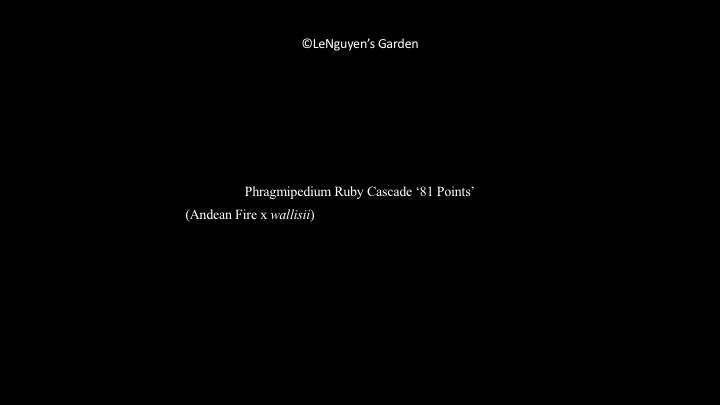 ©LeNguyen’s Garden
Phragmipedium Ruby Cascade ‘81 Points’
(Andean Fire x wallisii)